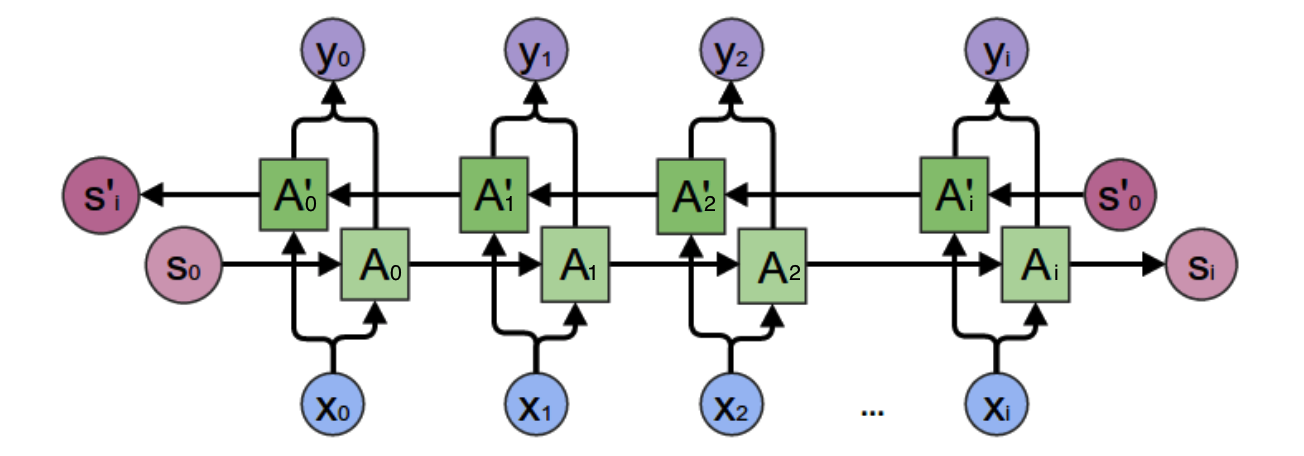 y0 y1 y2 yi
s'i A'0 A'1 A'2 A'i s'0
s0 A0 A1 A2 Ai si
x0 x1 x2 ... xi